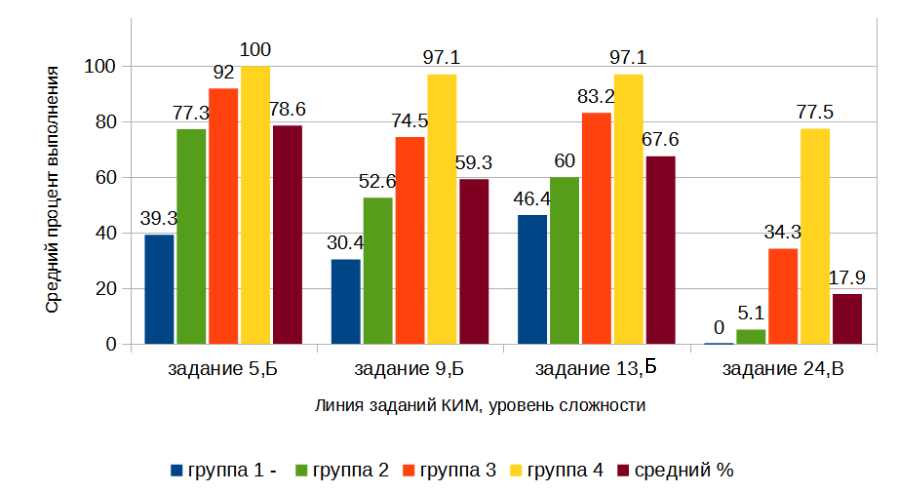 Средний процент выполнения
100
80
60
40
20
0
39.3 77.3 92 100 78.6
30.4 52.6 74.5 97.1 59.3
46.4 60 83.2 97.1 67.6
0 5.1 34.3 77.5 17.9
задание 5,Б задание 9,Б задание 13,Б задание 24,В
Линия заданий КИМ, уровень сложности
группа 1 - группа 2 группа 3 группа 4 средний %